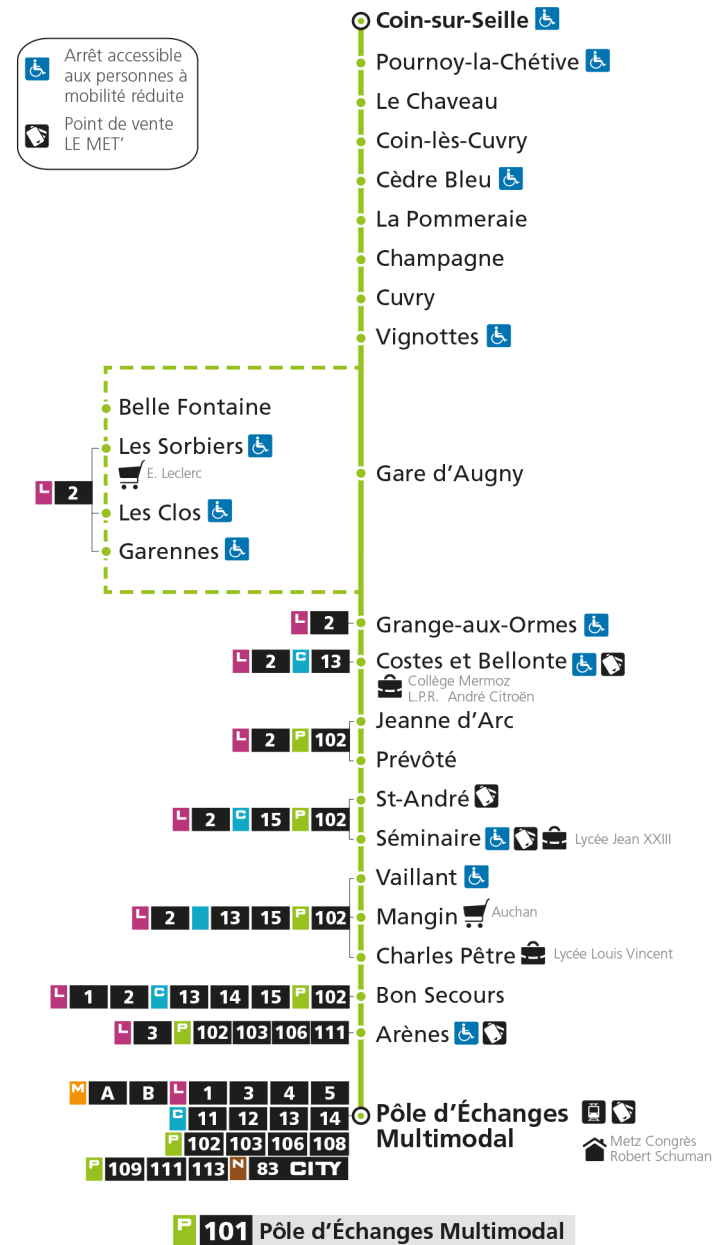 Coin-sur-Seille
Arrêt accessible
aux personnes à
mobilité réduite
Point de vente
LE MET’
Pournoy-la-Chétive
Le Chaveau
Coin-lès-Cuvry
Cèdre Bleu
La Pommeraie
Champagne
Cuvry
Vignottes
Belle Fontaine
Les Sorbiers
E. Leclerc
L 2
Les Clos
Garennes
Gare d’Augny
L 2 Grange-aux-Ormes
L 2 C 13 Costes et Bellonte
Collège Mermoz
L.P.R. André Citroën
Jeanne d’Arc
L 2 P 102
Prévôté
St-André
L 2 C 15 P 102
Séminaire Lycée Jean XXIII
Vaillant
L 2 13 15 P 102 Mangin Auchan
Charles Pêtre Lycée Louis Vincent
L 1 2 C 13 14 15 P 102 Bon Secours
L 3 P 102 103 106 111 Arènes
M A B L 1 3 4 5
C 11 12 13 14
P 102 103 106 108
P 109 111 113 N 83 CITY
Pôle d’Échanges
Multimodal
Metz Congrès
Robert Schuman
P 101 Pôle d’Échanges Multimodal